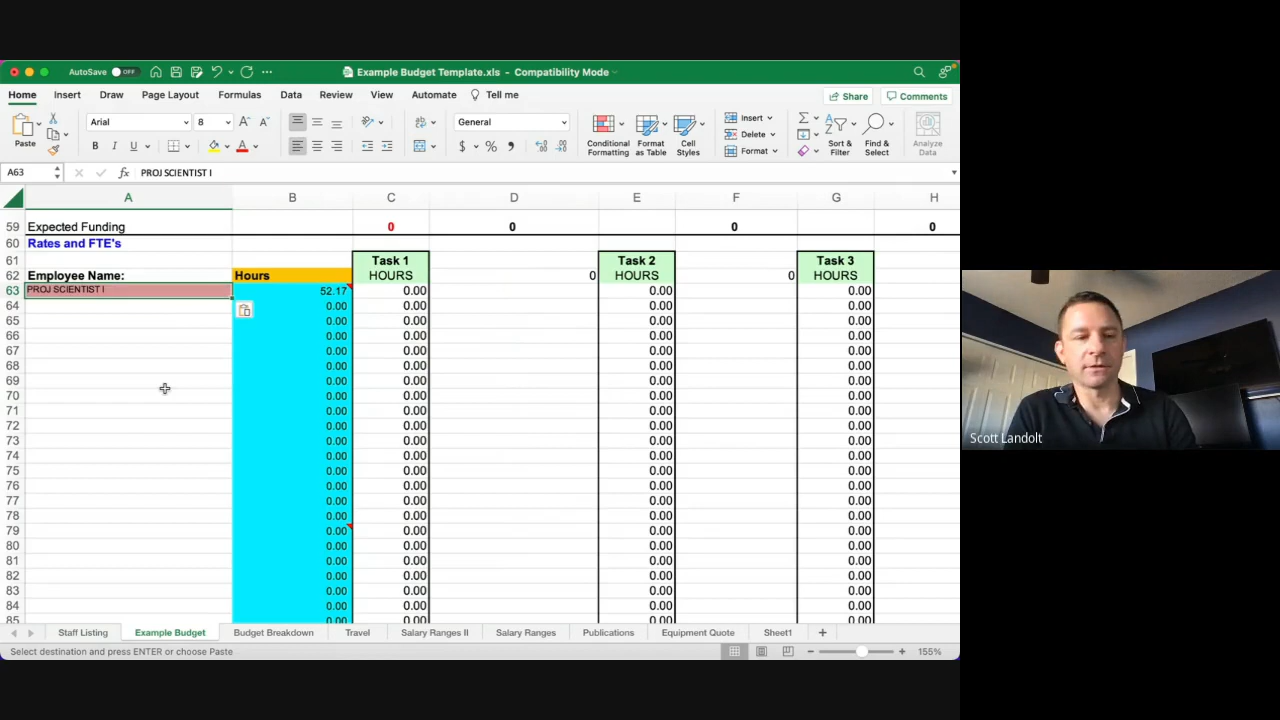 AutoSave OFF Example Budget Template.xls - Compatibility Mode
Home Insert Draw Page Layout Formulas Data Review View Automate Tell me Share Comments
Paste Arial 8 General Conditional Formatting Format as Table Cell Styles Insert Delete Format Sort & Filter Find & Select Analyze Data
A63 fx PROJ SCIENTIST I
A B C D E F G H
59 Expected Funding 0 0 0 0
60 Rates and FTE's
61 Task 1 Task 2 Task 3
62 Employee Name: Hours HOURS 0 HOURS 0 HOURS
63 PROJ SCIENTIST I 52.17 0.00 0.00 0.00
64 0.00 0.00 0.00 0.00
65 0.00 0.00 0.00 0.00
66 0.00 0.00 0.00 0.00
67 0.00 0.00 0.00 0.00
68 0.00 0.00 0.00 0.00
69 0.00 0.00 0.00 0.00
70 0.00 0.00 0.00 0.00
71 0.00 0.00 0.00 0.00
72 0.00 0.00 0.00 0.00
73 0.00 0.00 0.00 0.00
74 0.00 0.00 0.00 0.00
75 0.00 0.00 0.00 0.00
76 0.00 0.00 0.00 0.00
77 0.00 0.00 0.00 0.00
78 0.00 0.00 0.00 0.00
79 0.00 0.00 0.00 0.00
80 0.00 0.00 0.00 0.00
81 0.00 0.00 0.00 0.00
82 0.00 0.00 0.00 0.00
83 0.00 0.00 0.00 0.00
84 0.00 0.00 0.00 0.00
85 0.00 0.00 0.00 0.00
Staff Listing Example Budget Budget Breakdown Travel Salary Ranges II Salary Ranges Publications Equipment Quote Sheet1
Select destination and press ENTER or choose Paste 155%
Scott Landolt